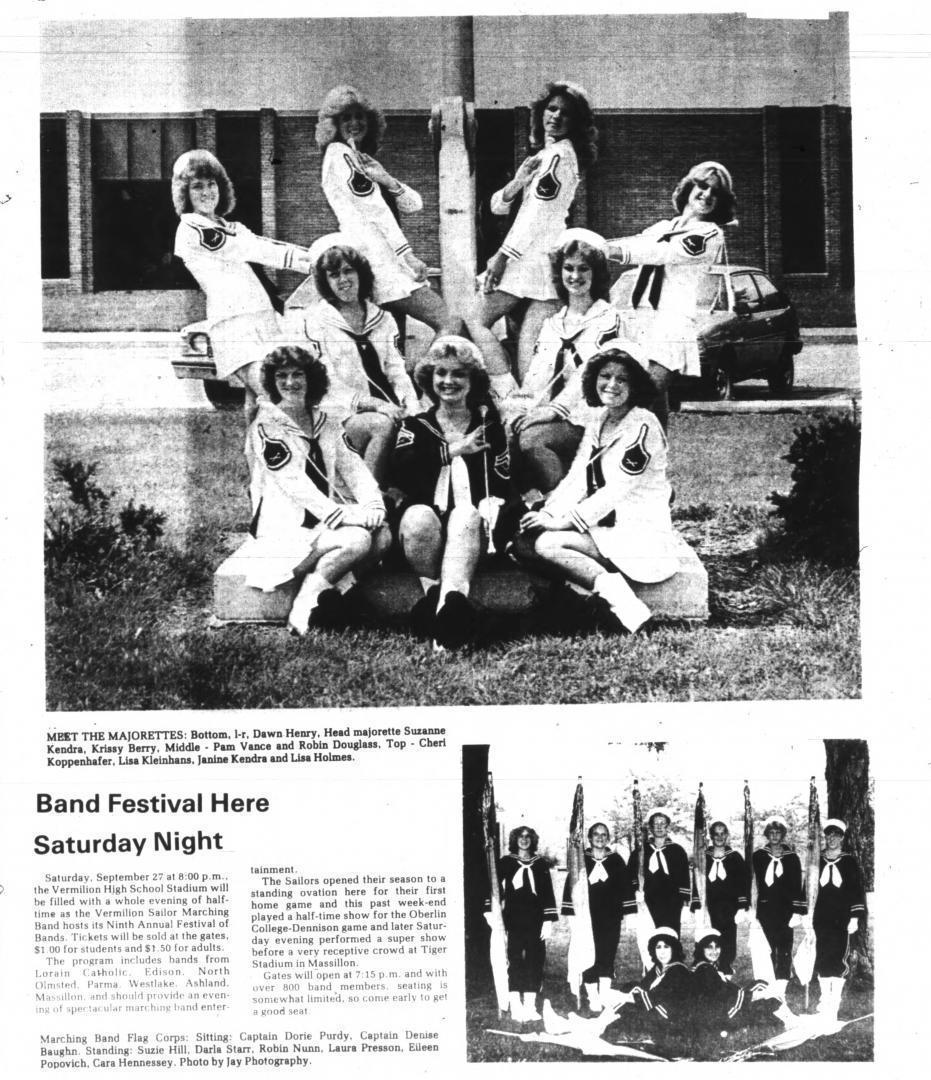 MEET THE MAJORETTES: Bottom, l-r, Dawn Henry, Head majorette Suzanne
Kendra, Krissy Berry, Middle - Pam Vance and Robin Douglass, Top - Cheri
Koppenhafer, Lisa Kleinhans, Janine Kendra and Lisa Holmes.
Band Festival Here
Saturday Night
Saturday, September 27 at 8:00 p.m.,
the Vermilion High School Stadium will
be filled with a whole evening of half-
time as the Vermilion Sailor Marching
Band hosts its Ninth Annual Festival of
Bands. Tickets will be sold at the gates,
$1.00 for students and $1.50 for adults.
The program includes bands from
Lorain Catholic, Edison, North
Olmsted, Parma, Westlake, Ashland,
Massillon, and should provide an even-
ing of spectacular marching band enter-
tainment.
The Sailors opened their season to a
standing ovation here for their first
home game and this past week-end
played a half-time show for the Oberlin
College-Dennison game and later Satur-
day evening performed a super show
before a very receptive crowd at Tiger
Stadium in Massillon.
Gates will open at 7:15 p.m. and with
over 800 band members, seating is
somewhat limited, so come early to get
a good seat.
Marching Band Flag Corps: Sitting: Captain Dorie Purdy, Captain Denise
Baughn. Standing: Suzie Hill, Darla Starr, Robin Nunn, Laura Presson, Eileen
Popovich, Cara Hennessey. Photo by Jay Photography.